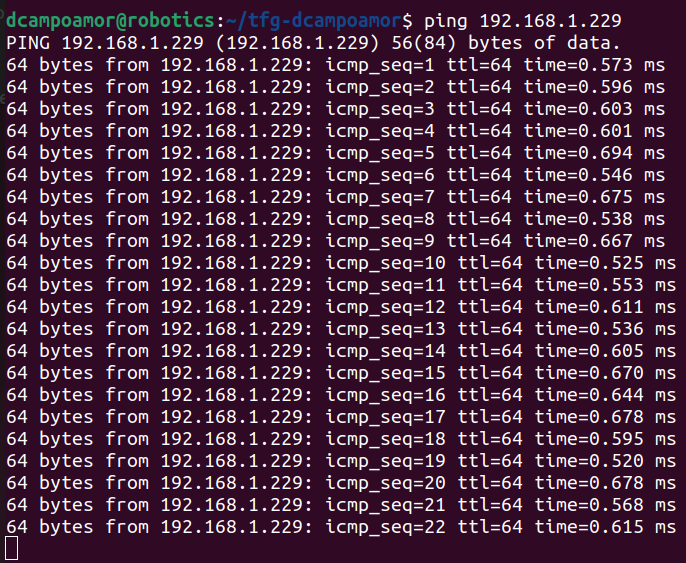 dcampoamor@robotics:~/tfg-dcampoamor$ ping 192.168.1.229
PING 192.168.1.229 (192.168.1.229) 56(84) bytes of data.
64 bytes from 192.168.1.229: icmp_seq=1 ttl=64 time=0.573 ms
64 bytes from 192.168.1.229: icmp_seq=2 ttl=64 time=0.596 ms
64 bytes from 192.168.1.229: icmp_seq=3 ttl=64 time=0.603 ms
64 bytes from 192.168.1.229: icmp_seq=4 ttl=64 time=0.601 ms
64 bytes from 192.168.1.229: icmp_seq=5 ttl=64 time=0.694 ms
64 bytes from 192.168.1.229: icmp_seq=6 ttl=64 time=0.546 ms
64 bytes from 192.168.1.229: icmp_seq=7 ttl=64 time=0.675 ms
64 bytes from 192.168.1.229: icmp_seq=8 ttl=64 time=0.538 ms
64 bytes from 192.168.1.229: icmp_seq=9 ttl=64 time=0.667 ms
64 bytes from 192.168.1.229: icmp_seq=10 ttl=64 time=0.525 ms
64 bytes from 192.168.1.229: icmp_seq=11 ttl=64 time=0.553 ms
64 bytes from 192.168.1.229: icmp_seq=12 ttl=64 time=0.611 ms
64 bytes from 192.168.1.229: icmp_seq=13 ttl=64 time=0.536 ms
64 bytes from 192.168.1.229: icmp_seq=14 ttl=64 time=0.605 ms
64 bytes from 192.168.1.229: icmp_seq=15 ttl=64 time=0.670 ms
64 bytes from 192.168.1.229: icmp_seq=16 ttl=64 time=0.644 ms
64 bytes from 192.168.1.229: icmp_seq=17 ttl=64 time=0.678 ms
64 bytes from 192.168.1.229: icmp_seq=18 ttl=64 time=0.595 ms
64 bytes from 192.168.1.229: icmp_seq=19 ttl=64 time=0.520 ms
64 bytes from 192.168.1.229: icmp_seq=20 ttl=64 time=0.678 ms
64 bytes from 192.168.1.229: icmp_seq=21 ttl=64 time=0.568 ms
64 bytes from 192.168.1.229: icmp_seq=22 ttl=64 time=0.615 ms